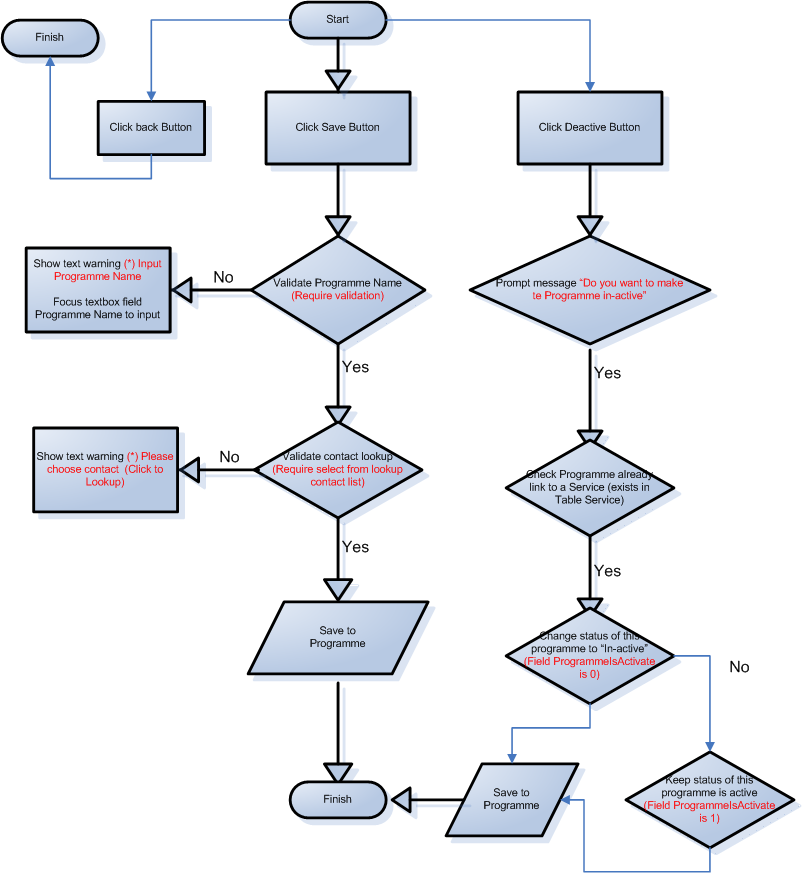 Start
Finish
Click back Button
Click Save Button
Click Deactive Button
Show text warning (*) Input
Programme Name
Focus textbox field
Programme Name to input
No
Validate Programme Name
(Require validation)
Prompt message “Do you want to make
te Programme in-active”
Yes
Yes
Show text warning (*) Please
choose contact (Click to
Lookup)
No
Validate contact lookup
(Require select from lookup
contact list)
Check Programme already
link to a Service (exists in
Table Service)
Yes
Yes
Save to
Programme
Change status of this
programme to “In-active”
(Field ProgrammeIsActivate
is 0)
No
Finish
Save to
Programme
Keep status of this
programme is active
(Field ProgrammeIsActivate
is 1)